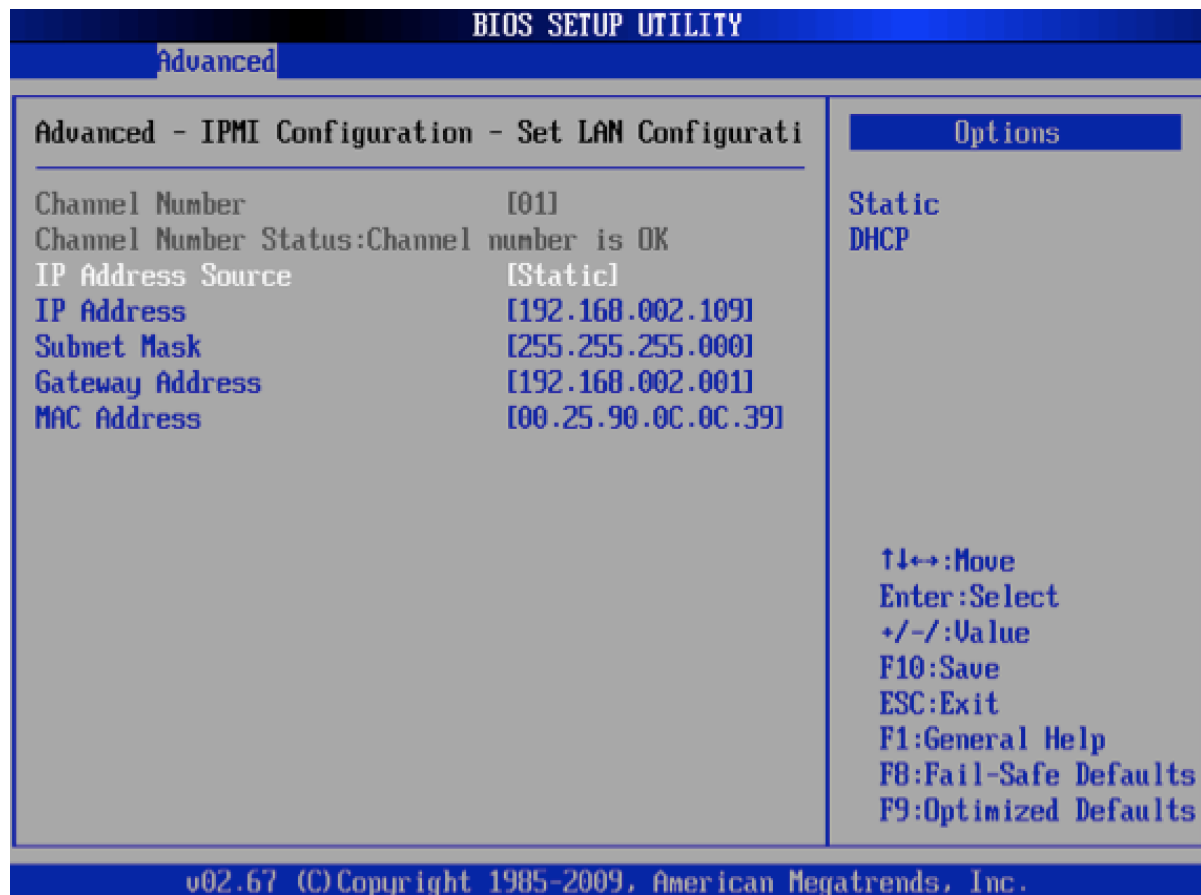 BIOS SETUP UTILITY
Advanced
Advanced - IPMI Configuration - Set LAN Configurati
Channel Number [01]
Channel Number Status:Channel number is OK
IP Address Source [Static]
IP Address [192.168.002.109]
Subnet Mask [255.255.255.000]
Gateway Address [192.168.002.001]
MAC Address [00.25.90.0C.0C.39]
Options
Static
DHCP
↑↓←→:Move
Enter:Select
+/-/:Value
F10:Save
ESC:Exit
F1:General Help
F8:Fail-Safe Defaults
F9:Optimized Defaults
v02.67 (C)Copyright 1985-2009, American Megatrends, Inc.